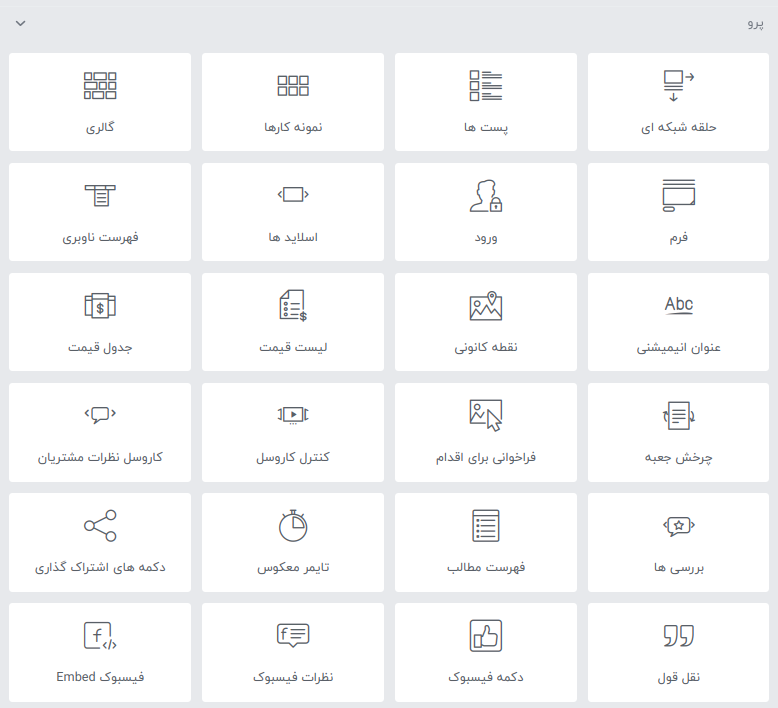 پرو
حلقه شبکه ای
پست ها
نمونه کارها
گالری
فرم
ورود
اسلاید ها
فهرست ناوبری
Abc
عنوان انیمیشنی
نقطه کانونی
لیست قیمت
جدول قیمت
چرخش جعبه
فراخوانی برای اقدام
کنترل کاروسل
کاروسل نظرات مشتریان
بررسی ها
فهرست مطالب
تایمر معکوس
دکمه های اشتراک گذاری
نقل قول
دکمه فیسبوک
نظرات فیسبوک
فیسبوک Embed